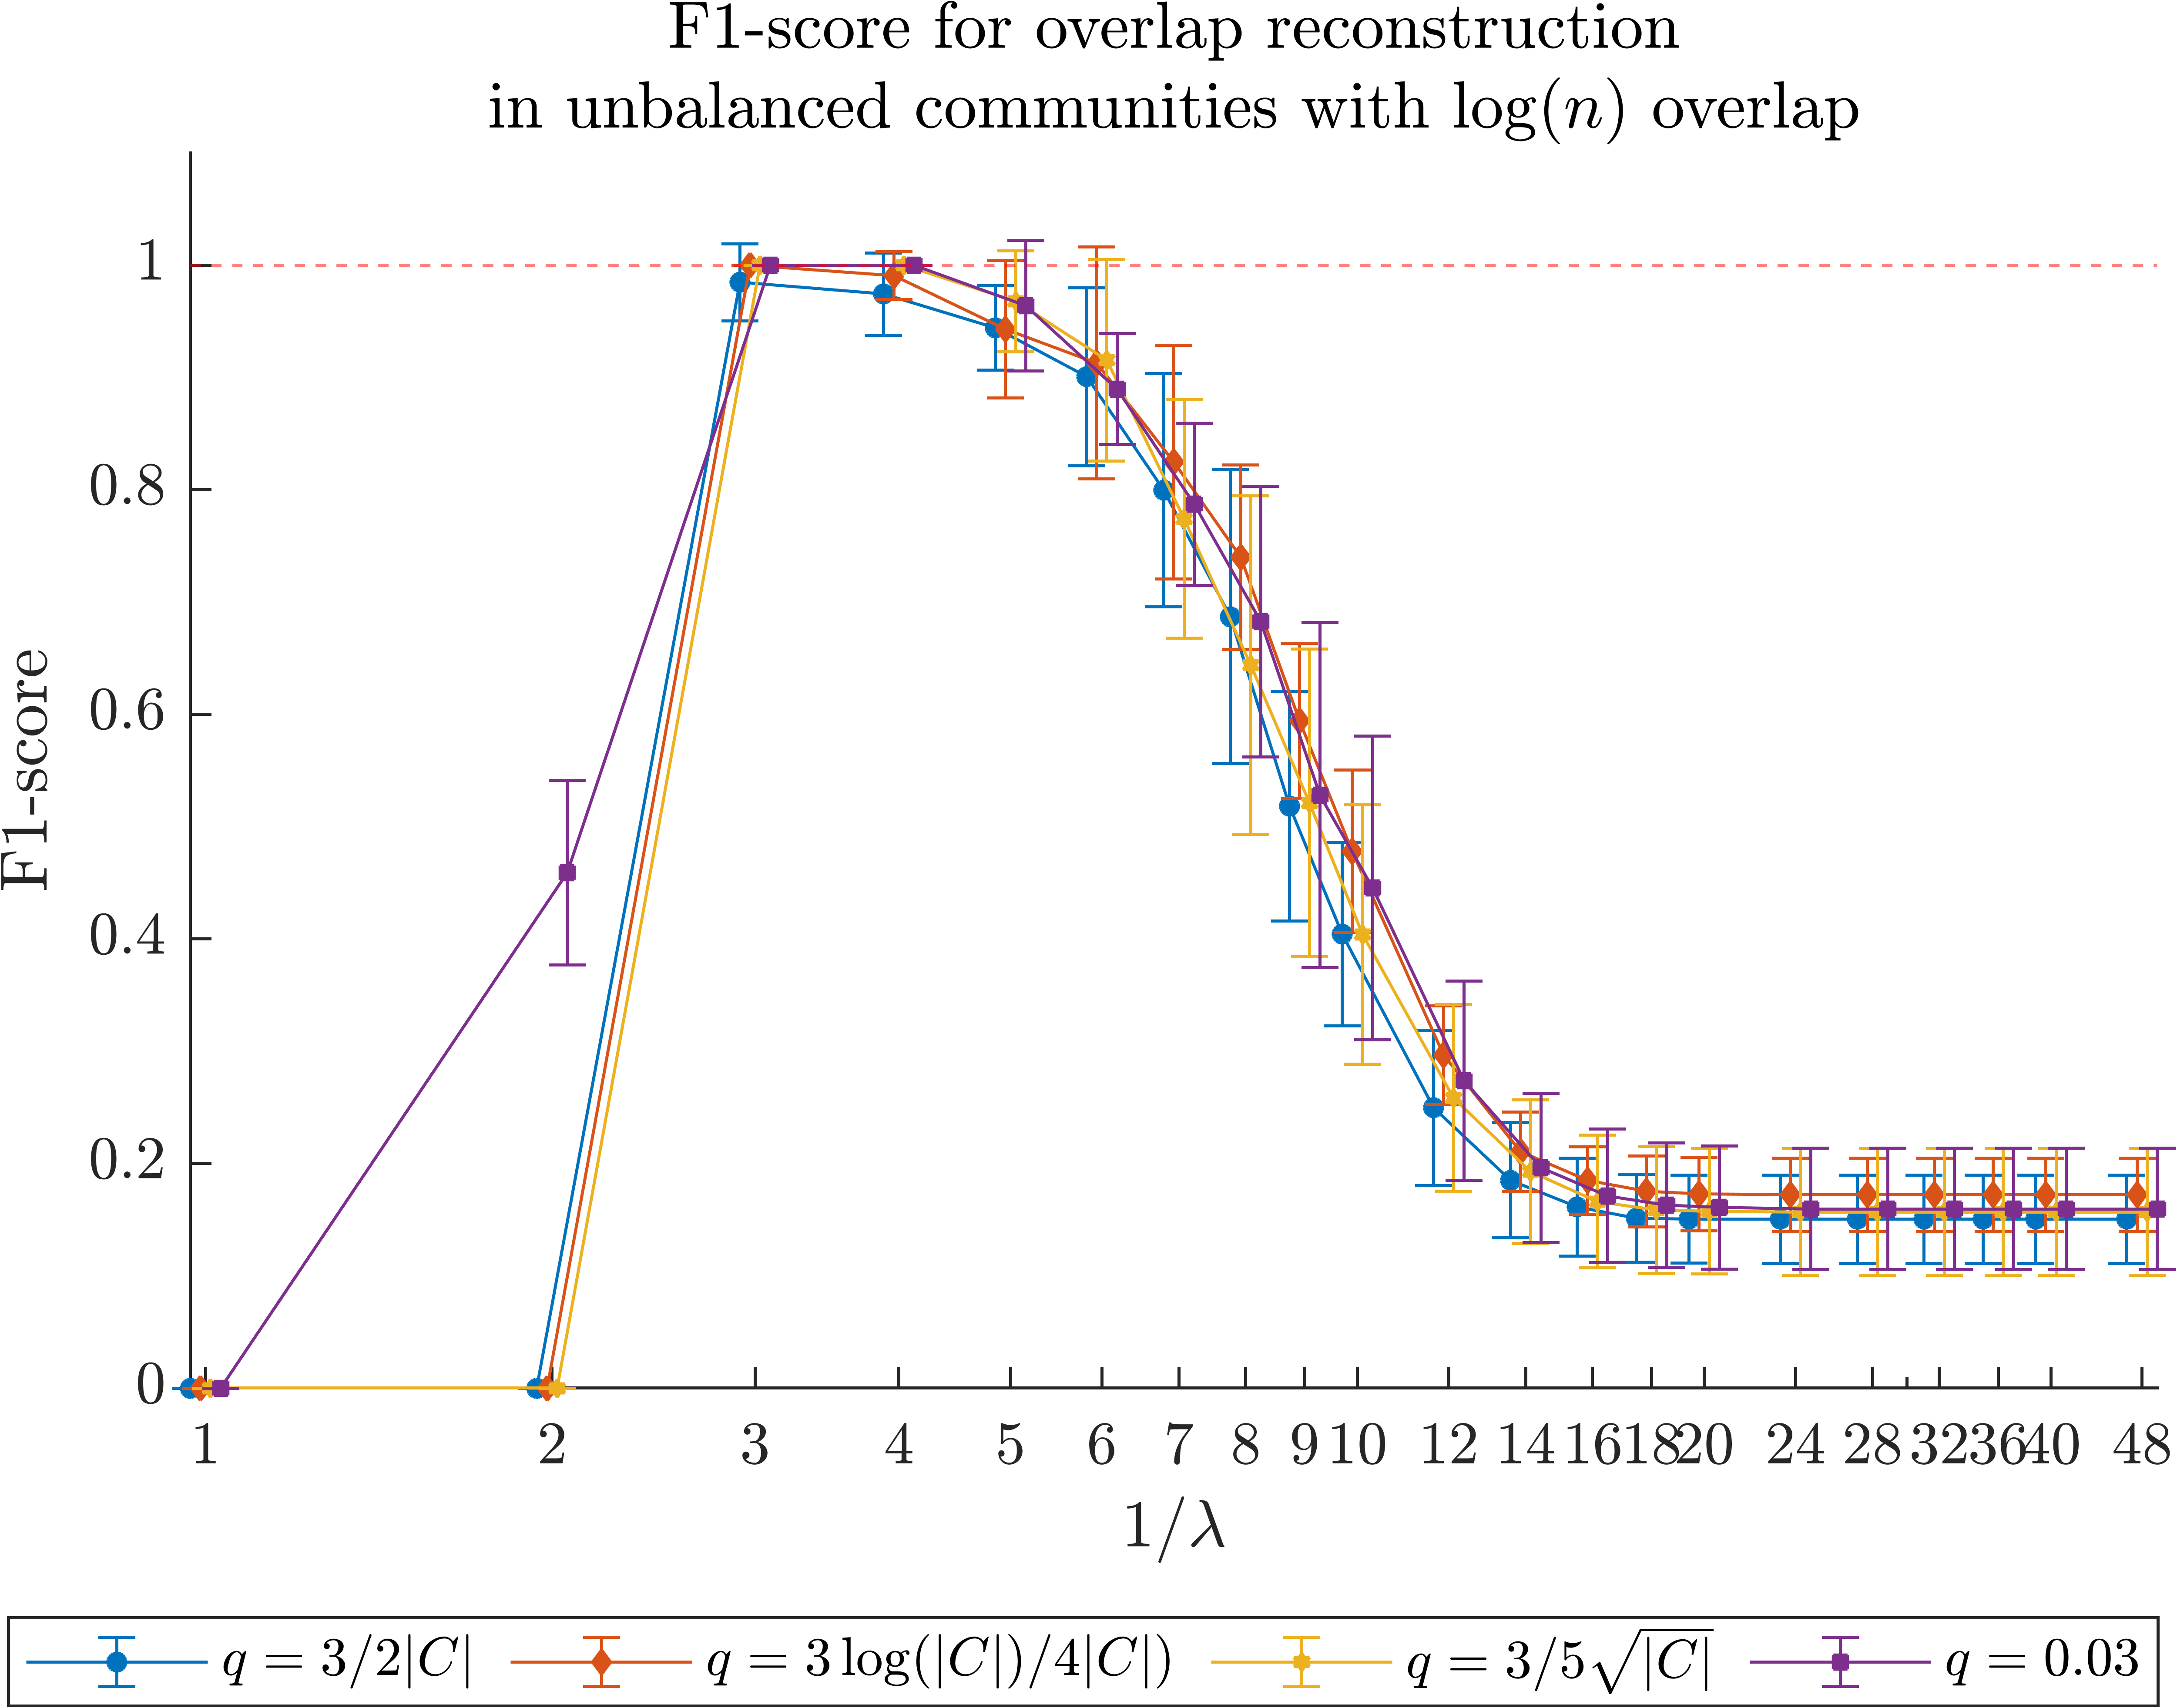 F1-score for overlap reconstruction
in unbalanced communities with log(n) overlap
1
0.8
0.6
0.4
0.2
0
F1-score
1 2 3 4 5 6 7 8 9 10 12 14 16 18 20 24 28 32 36 40 48
1/λ
q = 3/2|C| q = 3 log(|C|)/4|C|) q = 3/5√|C| q = 0.03